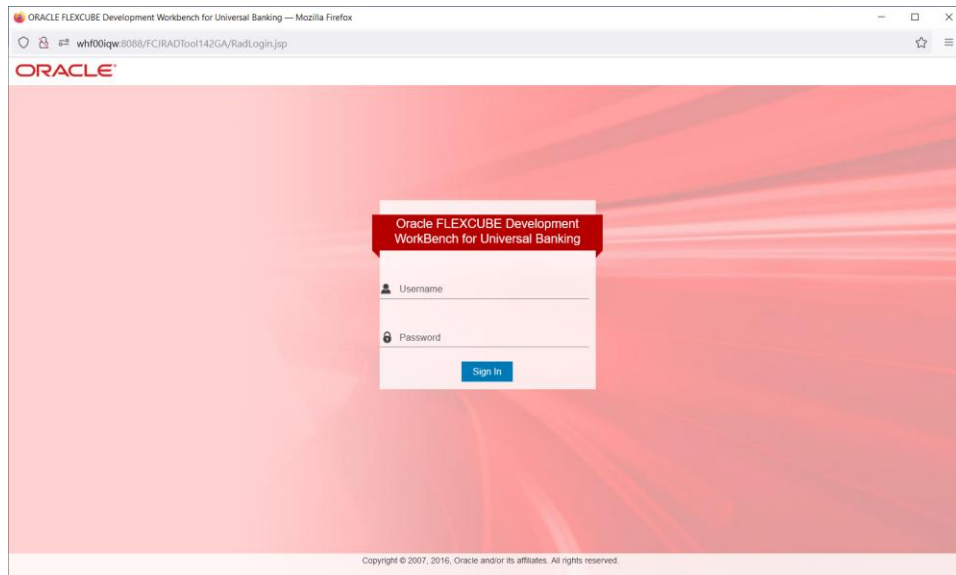 ORACLE FLEXCUBE Development Workbench for Universal Banking — Mozilla Firefox
whf00iqw:8088/FCJRADTool142GA/RadLogin.jsp
ORACLE
Oracle FLEXCUBE Development
WorkBench for Universal Banking
Username
Password
Sign In
Copyright © 2007, 2016, Oracle and/or its affiliates. All rights reserved.